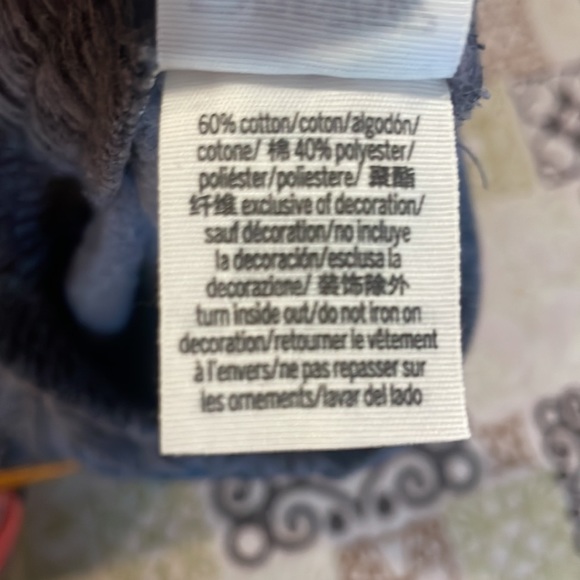 60% cotton/coton/algodón/
cotone/ 棉 40% polyester/
poliéster/poliestere/ 聚酯
纤维 exclusive of decoration/
sauf décoration/no incluye
la decoración/esclusa la
decorazione/ 装饰除外
turn inside out/do not iron on
decoration/retourner le vêtement
à l'envers/ne pas repasser sur
les ornements/lavar del lado